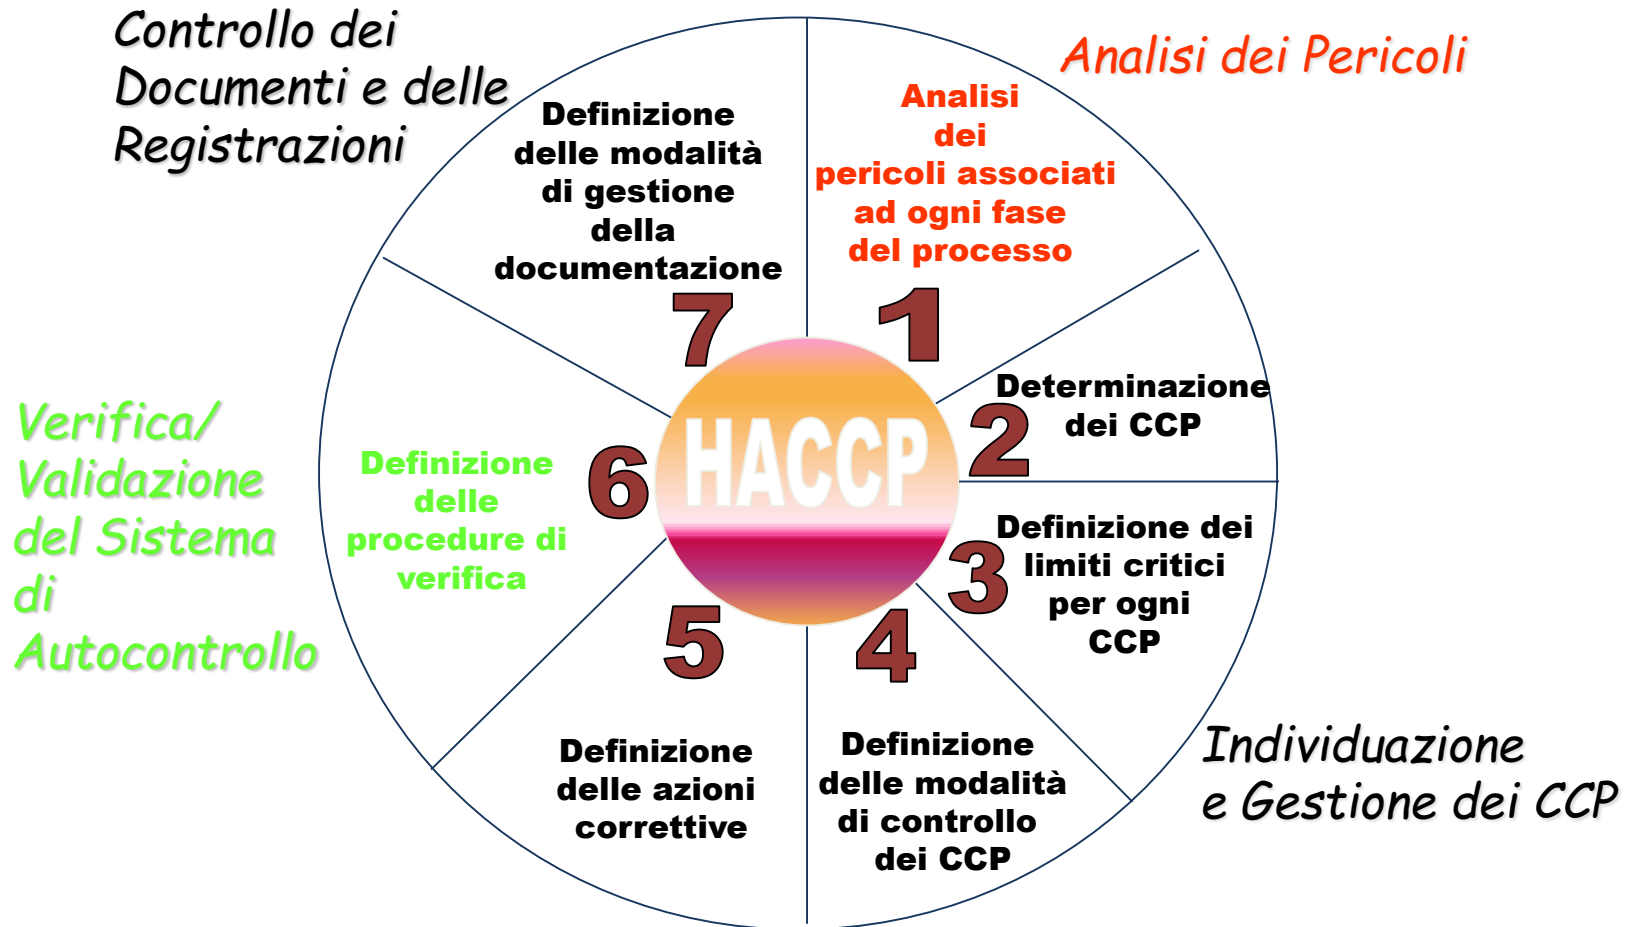 Controllo dei
Documenti e delle
Registrazioni
Analisi dei Pericoli
Analisi
dei
pericoli associati
ad ogni fase
del processo
1
Determinazione
dei CCP
2
Definizione dei
limiti critici
per ogni
CCP
3
Definizione
delle modalità
di controllo
dei CCP
4
Individuazione
e Gestione dei CCP
Definizione
delle azioni
correttive
5
Definizione
delle
procedure di
verifica
6
Verifica/
Validazione
del Sistema
di
Autocontrollo
Definizione
delle modalità
di gestione
della
documentazione
7
HACCP